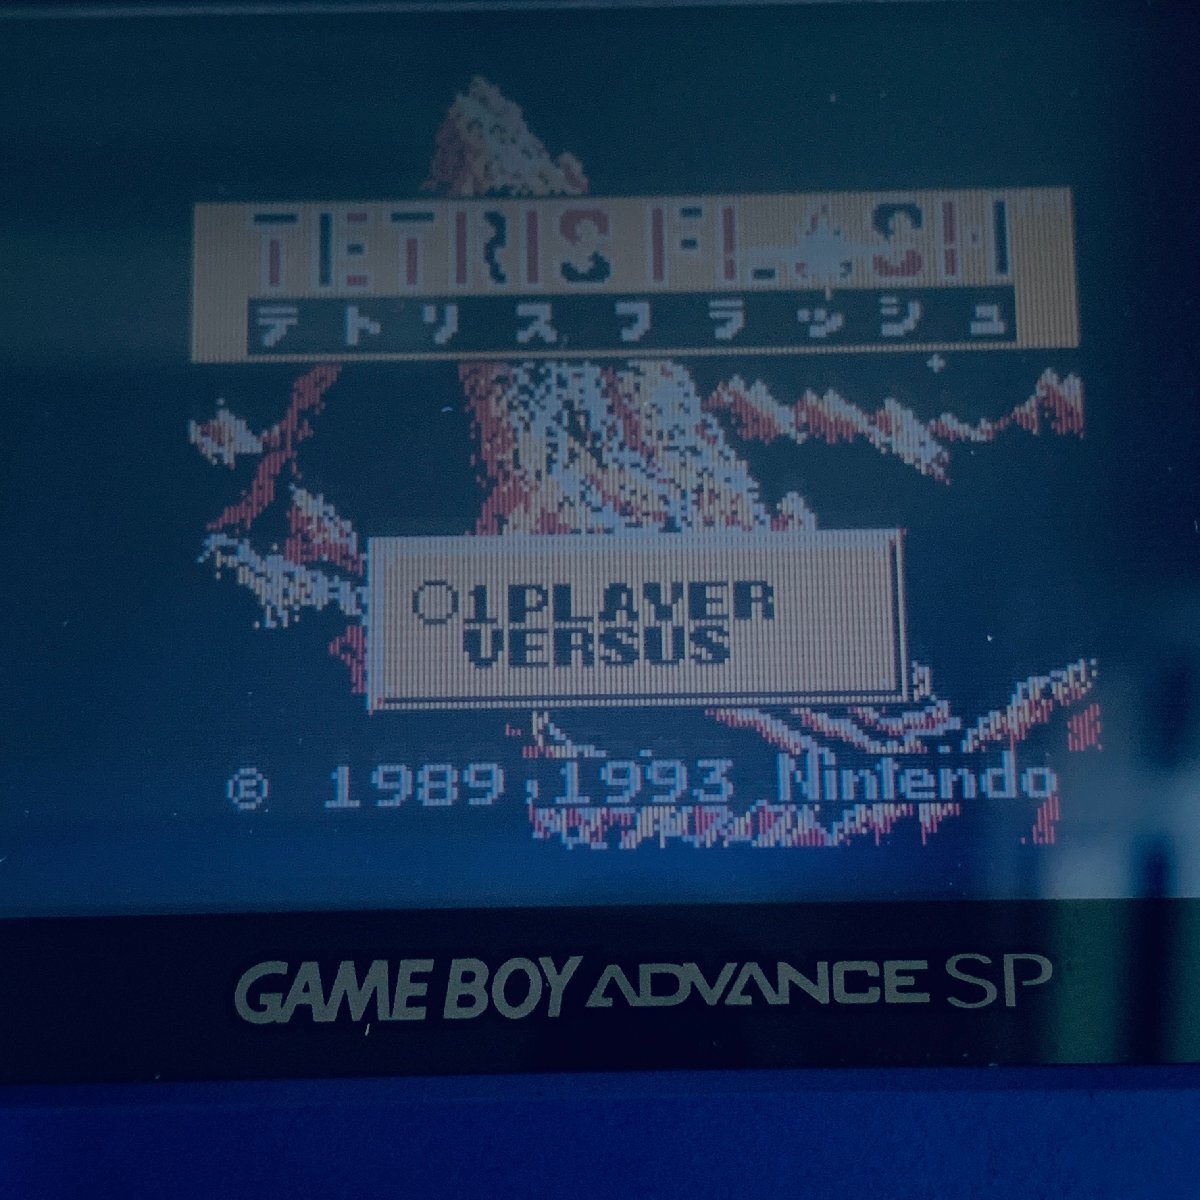 TETRIS FLASH
テトリスフラッシュ
1PLAYER
VERSUS
© 1989,1993 Nintendo
GAME BOY ADVANCE SP